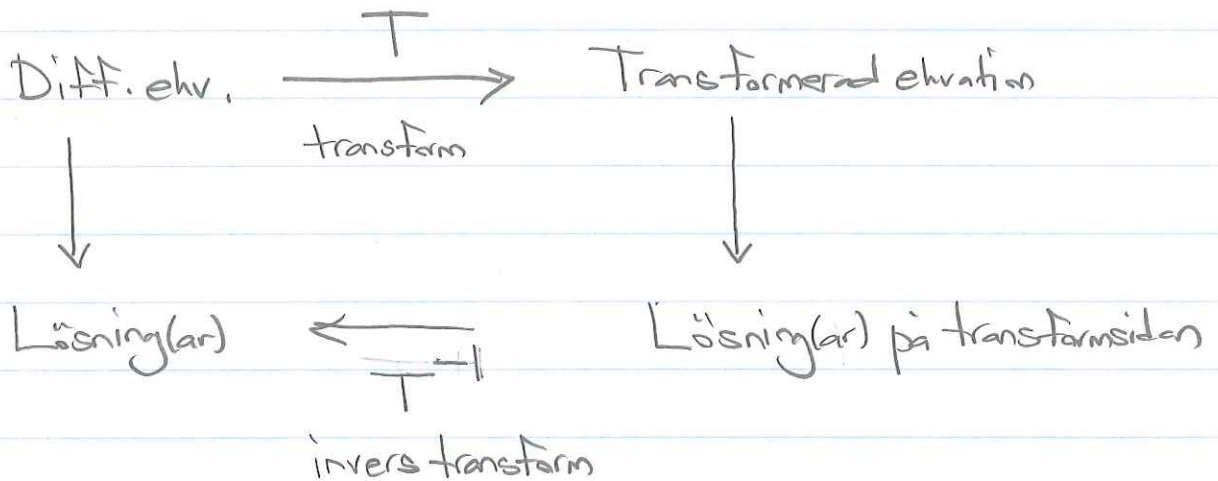 T
Diff. ekv. Transformerad ekvation
transform
Lösning(ar) Lösning(ar) på transformsidan
T⁻¹
invers transform